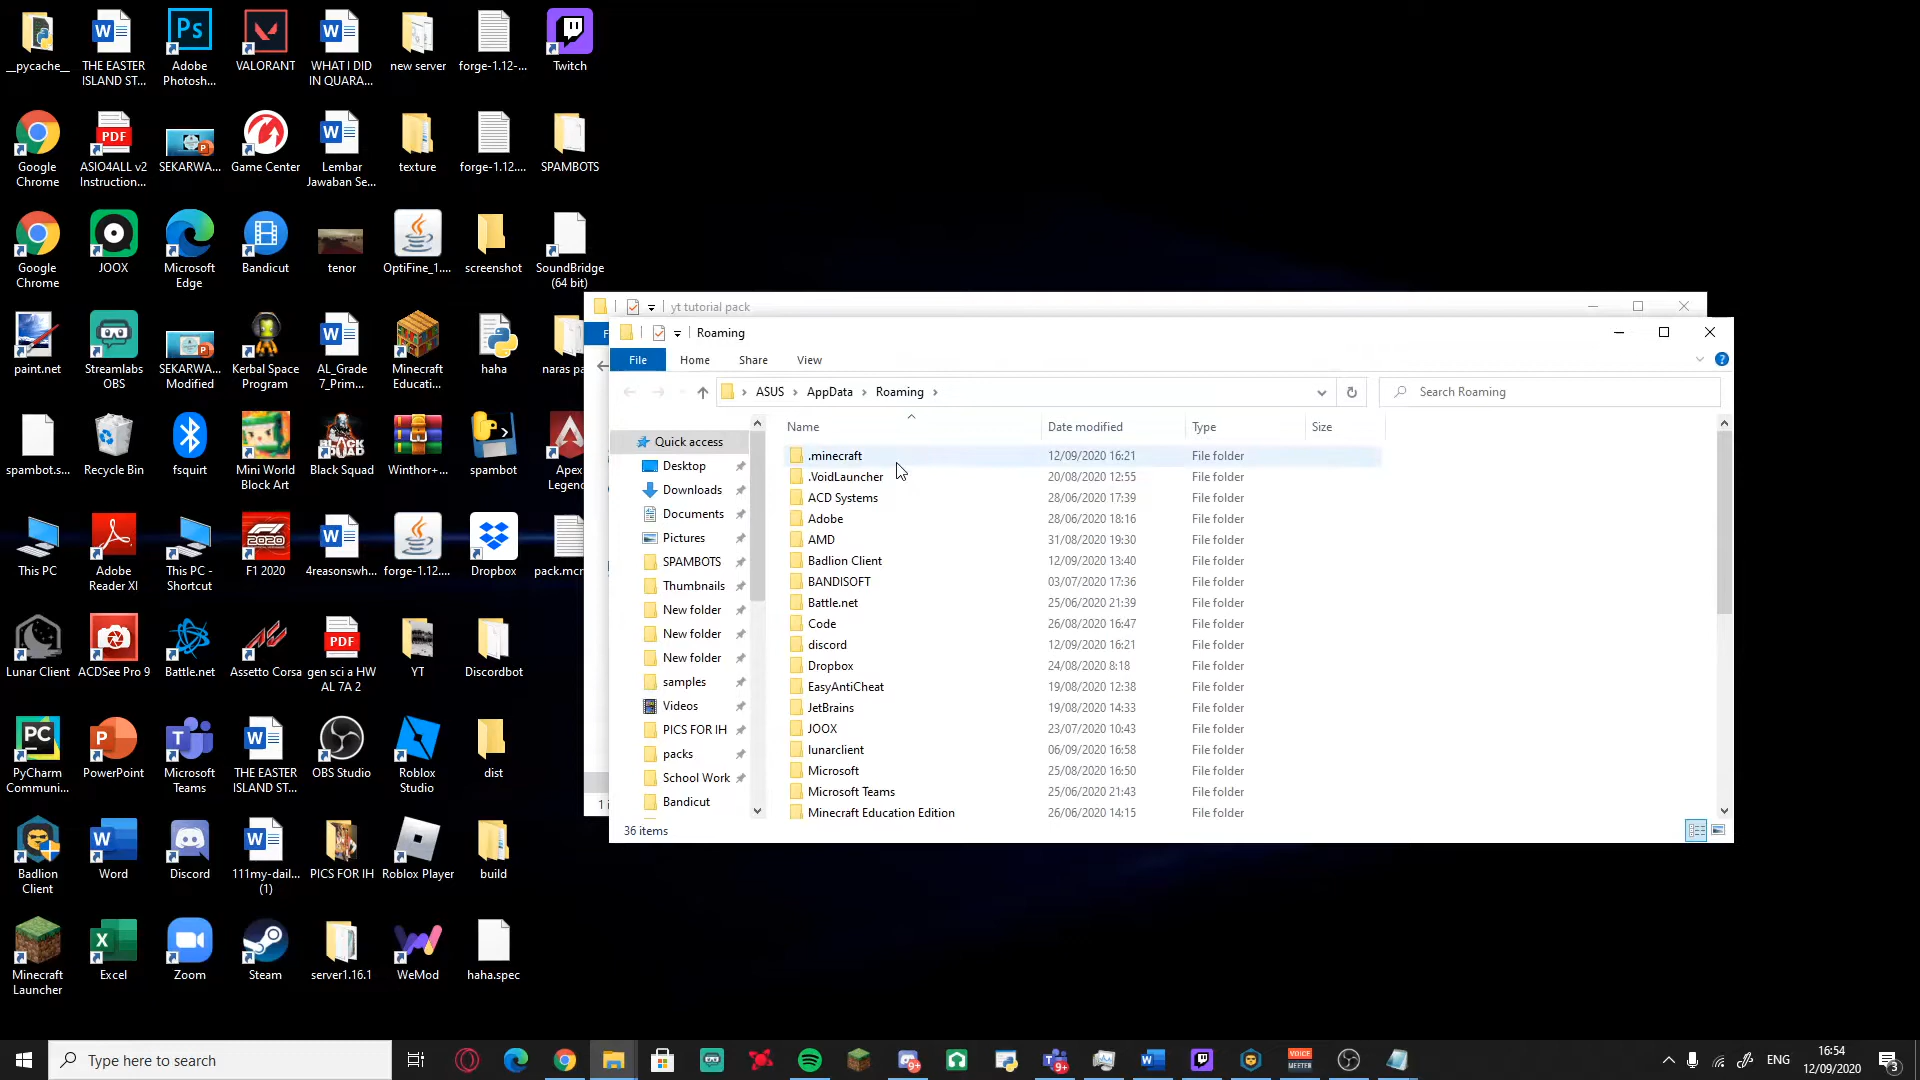 __pycache__
THE EASTER
ISLAND ST...
Adobe
Photosh...
VALORANT
WHAT I DID
IN QUARA...
new server
forge-1.12-...
Twitch
Google
Chrome
ASIO4ALL v2
Instruction...
SEKARWA...
Game Center
Lembar
Jawaban Se...
texture
forge-1.12....
SPAMBOTS
Google
Chrome
JOOX
Microsoft
Edge
Bandicut
tenor
OptiFine_1....
screenshot
SoundBridge
(64 bit)
paint.net
Streamlabs
OBS
SEKARWA...
Modified
Kerbal Space
Program
AL_Grade
7_Prim...
Minecraft
Educati...
haha
naras pa
spambot.s...
Recycle Bin
fsquirt
Mini World
Block Art
Black Squad
Winthor+...
spambot
Apex
Legen
This PC
Adobe
Reader XI
This PC -
Shortcut
F1 2020
4reasonswh...
forge-1.12....
Dropbox
pack.mcm
Lunar Client
ACDSee Pro 9
Battle.net
Assetto Corsa
gen sci a HW
AL 7A 2
YT
Discordbot
PyCharm
Communi...
PowerPoint
Microsoft
Teams
THE EASTER
ISLAND ST...
OBS Studio
Roblox
Studio
dist
Badlion
Client
Word
Discord
111my-dail...
(1)
PICS FOR IH
Roblox Player
build
Minecraft
Launcher
Excel
Zoom
Steam
server1.16.1
WeMod
haha.spec
yt tutorial pack
Roaming
File Home Share View
ASUS AppData Roaming
Search Roaming
Quick access
Desktop
Downloads
Documents
Pictures
SPAMBOTS
Thumbnails
New folder
New folder
New folder
samples
Videos
PICS FOR IH
packs
School Work
Bandicut
Name Date modified Type Size
.minecraft 12/09/2020 16:21 File folder
.VoidLauncher 20/08/2020 12:55 File folder
ACD Systems 28/06/2020 17:39 File folder
Adobe 28/06/2020 18:16 File folder
AMD 31/08/2020 19:30 File folder
Badlion Client 12/09/2020 13:40 File folder
BANDISOFT 03/07/2020 17:36 File folder
Battle.net 25/06/2020 21:39 File folder
Code 26/08/2020 16:47 File folder
discord 12/09/2020 16:21 File folder
Dropbox 24/08/2020 8:18 File folder
EasyAntiCheat 19/08/2020 12:38 File folder
JetBrains 19/08/2020 14:33 File folder
JOOX 23/07/2020 10:43 File folder
lunarclient 06/09/2020 16:58 File folder
Microsoft 25/08/2020 16:50 File folder
Microsoft Teams 25/06/2020 21:43 File folder
Minecraft Education Edition 26/06/2020 14:15 File folder
36 items
Type here to search
ENG
16:54
12/09/2020
3